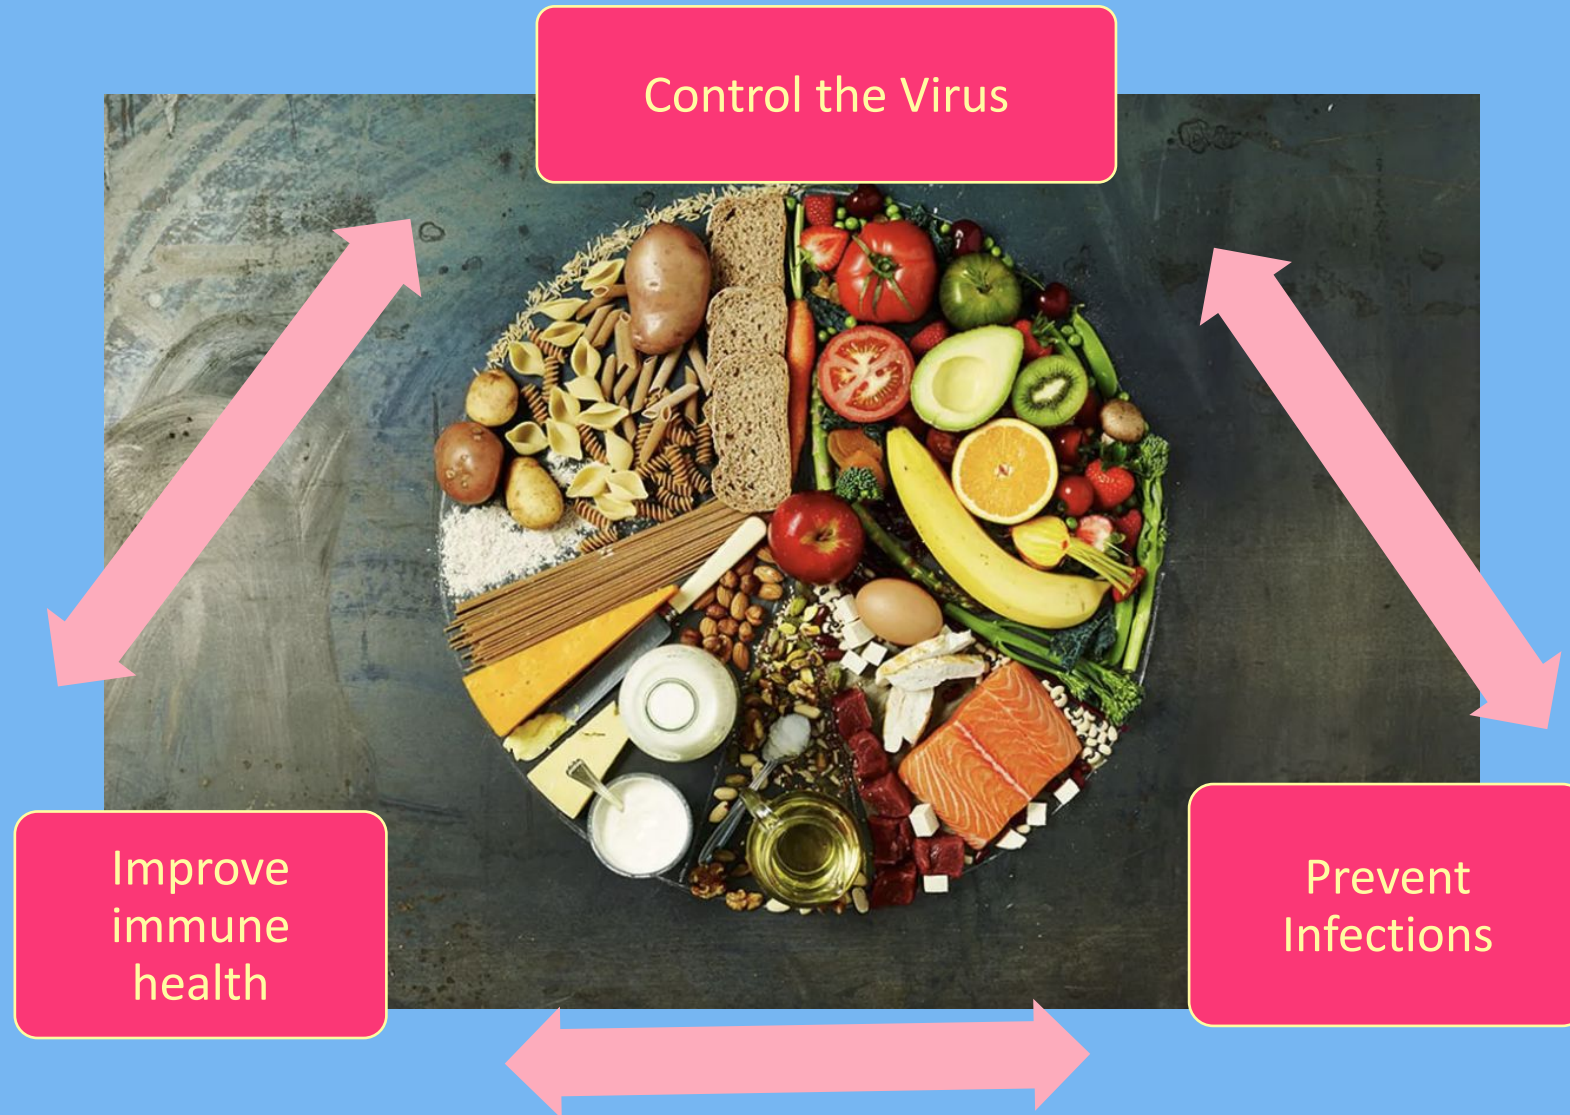 Control the Virus
Improve
immune
health
Prevent
Infections